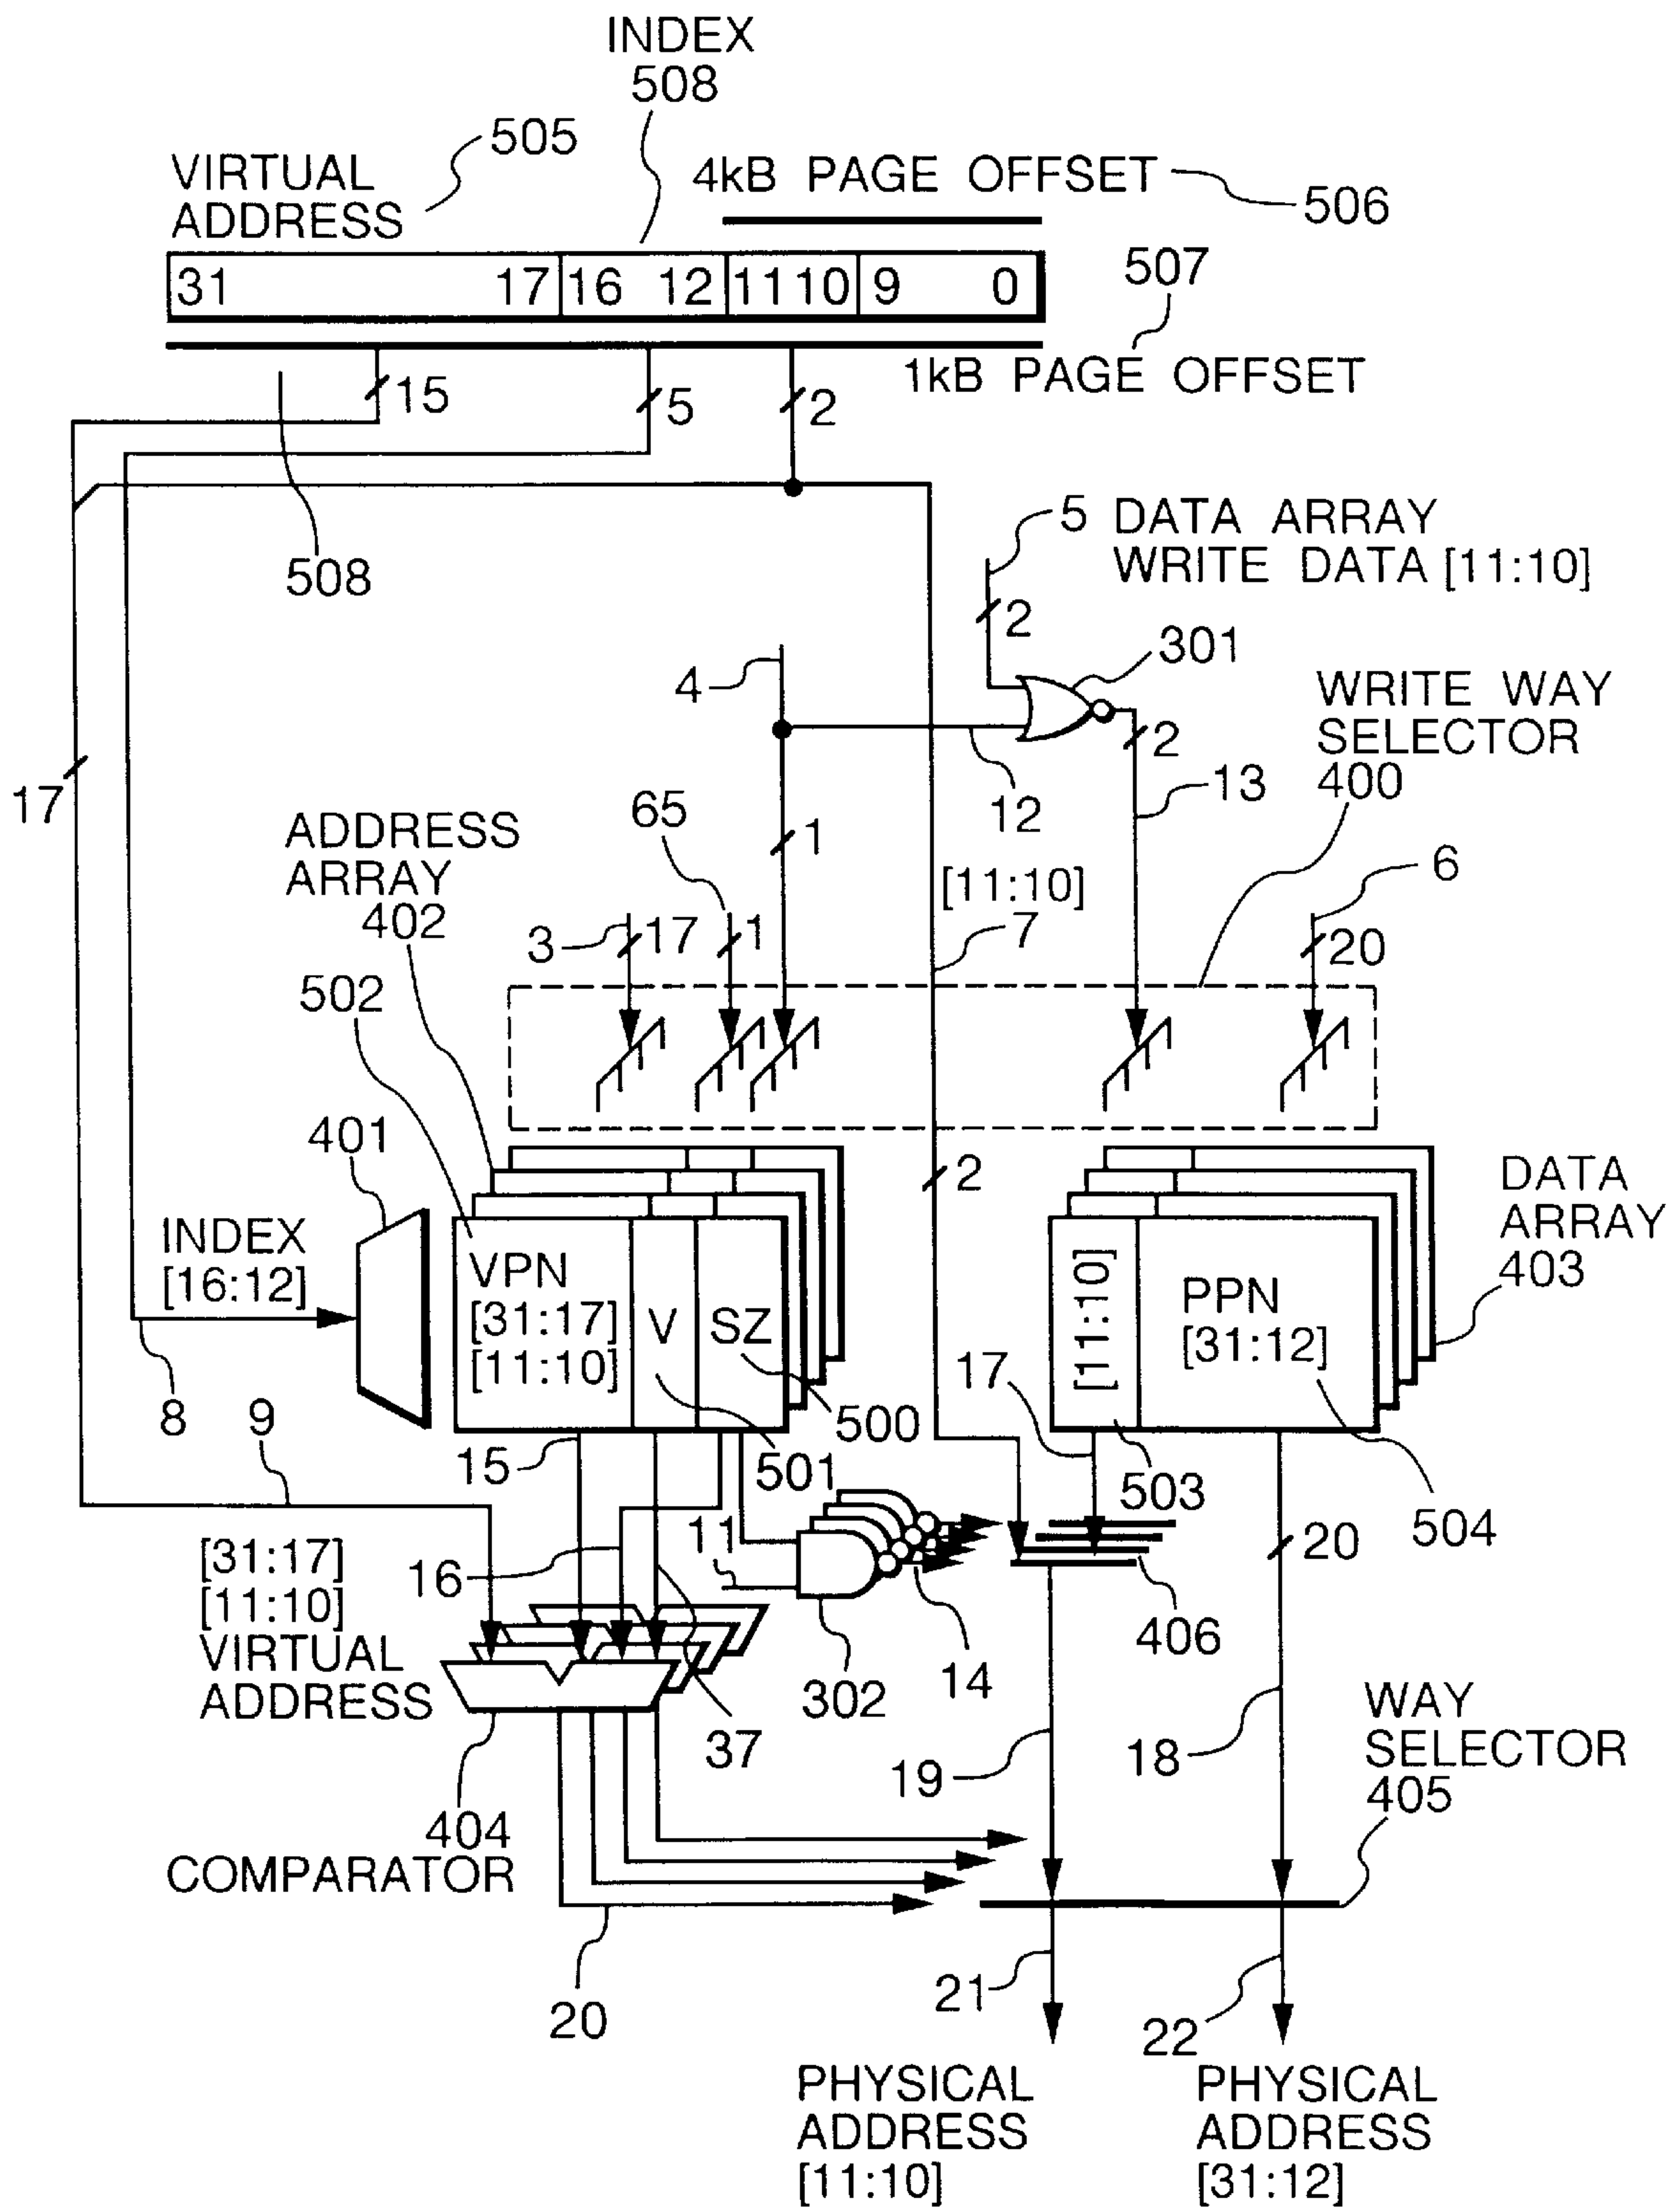 INDEX
508
505
VIRTUAL
ADDRESS
4kB PAGE OFFSET
506
507
31 17 16 12 11 10 9 0
1kB PAGE OFFSET
15
5
2
508
5 DATA ARRAY
WRITE DATA [11:10]
2
4
301
WRITE WAY
SELECTOR
400
2
12
13
17
65
1
ADDRESS
ARRAY
402
[11:10]
6
3
17
1
7
20
502
401
2
DATA
ARRAY
403
INDEX
[16:12]
VPN
[31:17]
[11:10]
V
SZ
[11:10]
PPN
[31:12]
8
9
17
500
15
501
503
504
11
20
[31:17]
[11:10]
VIRTUAL
ADDRESS
16
406
302
14
37
19
18
WAY
SELECTOR
405
404
COMPARATOR
20
21
22
PHYSICAL
ADDRESS
[11:10]
PHYSICAL
ADDRESS
[31:12]